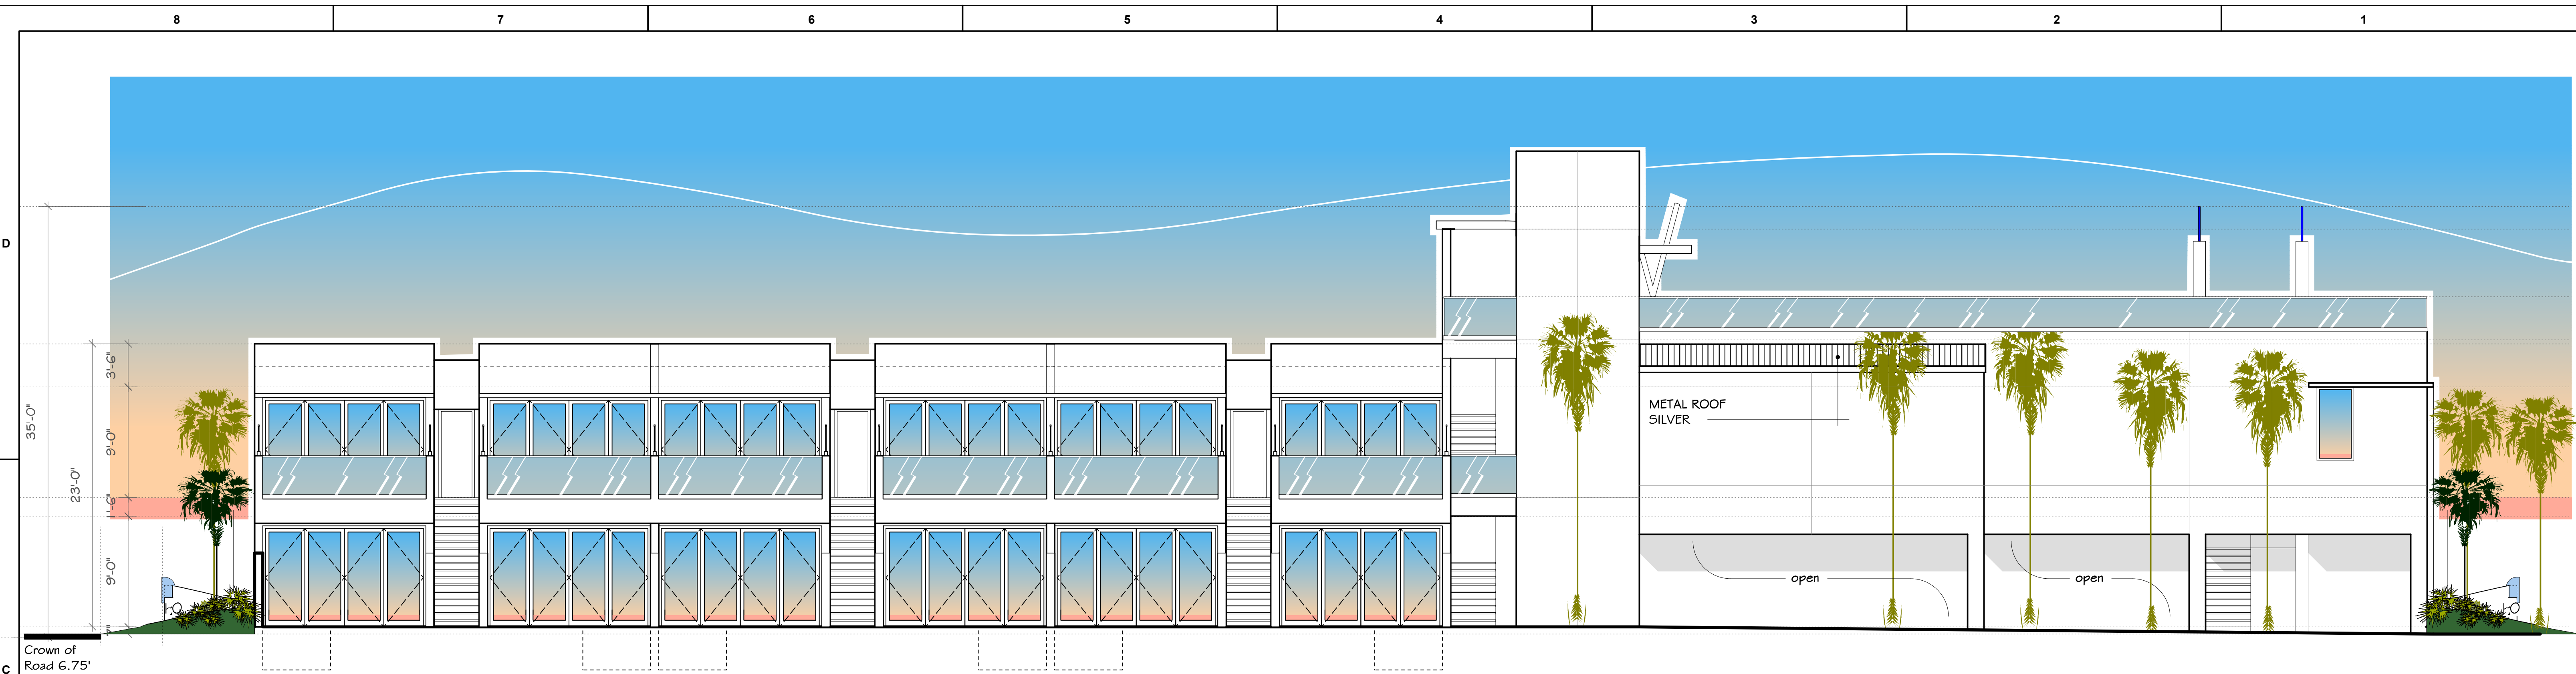 8 7 6 5 4 3 2 1
D
35'-0"
23'-0"
3'-6"
9'-0"
1'-6"
9'-0"
METAL ROOF
SILVER
open
open
Crown of
Road 6.75'
C